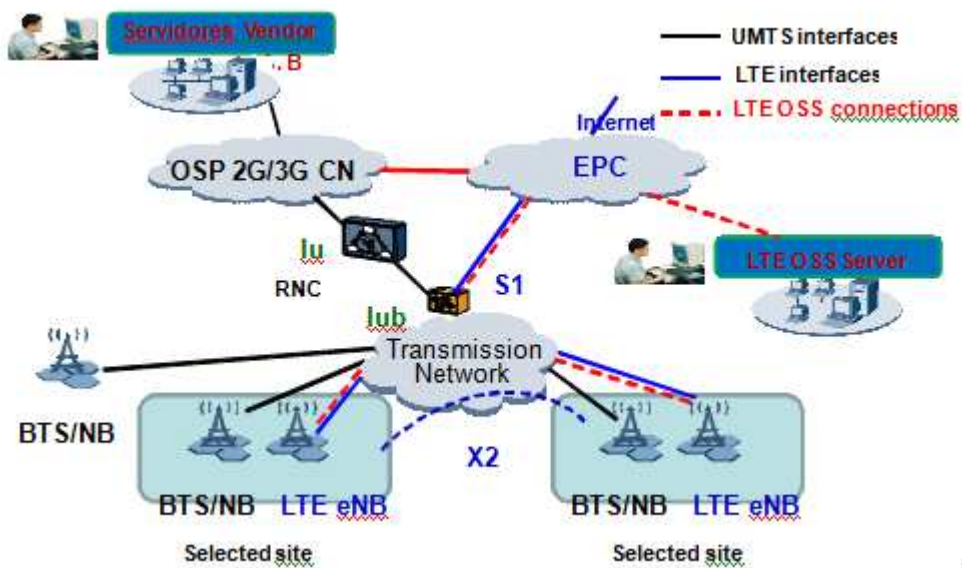 Servidores Vendor
, B
UMTS interfaces
LTE interfaces
LTE OSS connections
Internet
OSP 2G/3G CN
EPC
Iu
RNC
S1
LTE OSS Server
Iub
Transmission
Network
BTS/NB
X2
BTS/NB LTE eNB
BTS/NB LTE eNB
Selected site
Selected site